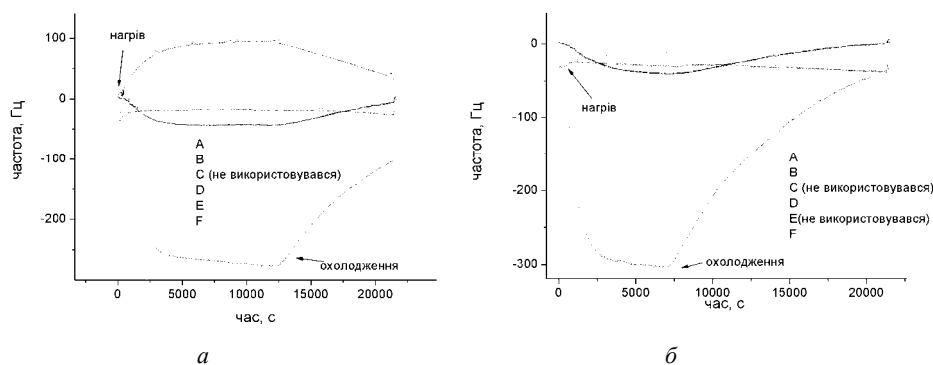 нагрів
100
0
-100
-200
частота, Гц
A
B
C (не використовувався)
D
E
F
охолодження
0
5000
10000
15000
20000
час, с
а
0
-100
-200
-300
частота, Гц
нагрів
A
B
C (не використовувався)
D
E(не використовувався)
F
охолодження
0
5000
10000
15000
20000
час, с
б